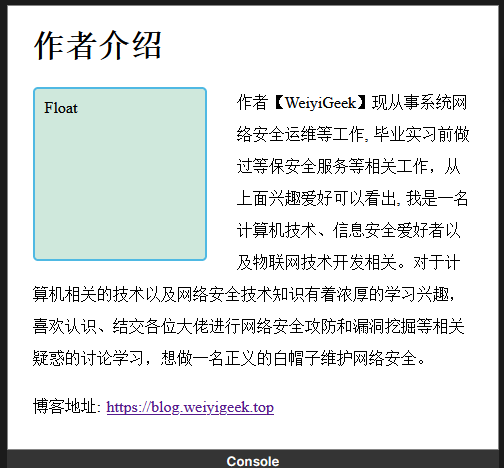 作者介绍
Float
作者【WeiyiGeek】现从事系统网
络安全运维等工作, 毕业实习前做
过等保安全服务等相关工作，从
上面兴趣爱好可以看出, 我是一名
计算机技术、信息安全爱好者以
及物联网技术开发相关。对于计
算机相关的技术以及网络安全技术知识有着浓厚的学习兴趣，
喜欢认识、结交各位大佬进行网络安全攻防和漏洞挖掘等相关
疑惑的讨论学习，想做一名正义的白帽子维护网络安全。
博客地址: https://blog.weiyigeek.top
Console